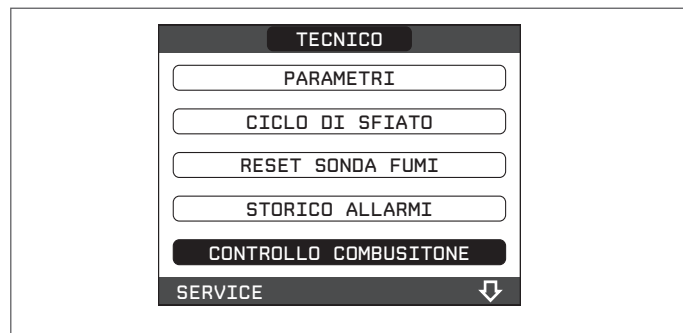 TECNICO
PARAMETRI
CICLO DI SFIATO
RESET SONDA FUMI
STORICO ALLARMI
CONTROLLO COMBUSITONE
SERVICE